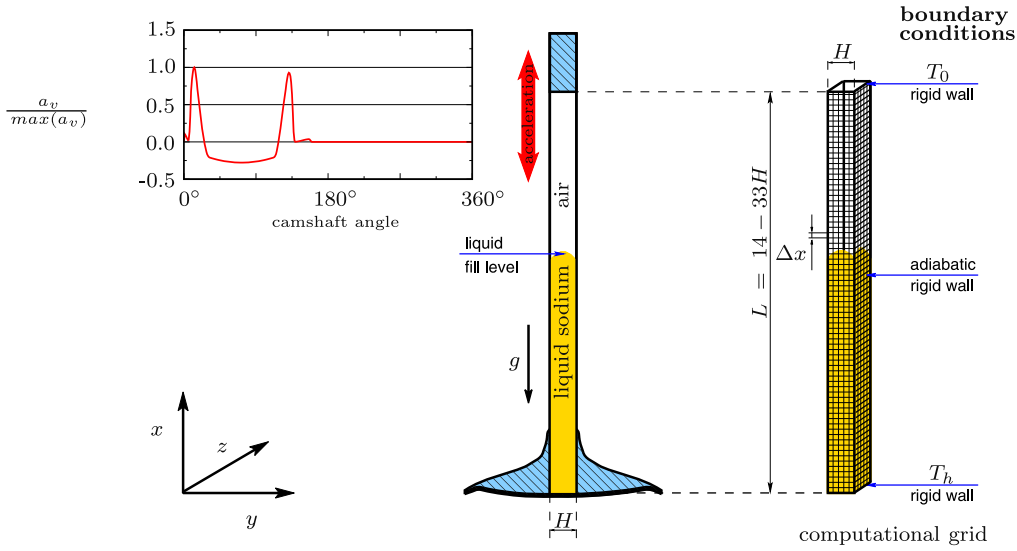 1.5
1.0
0.5
0.0
-0.5
a_v
max(a_v)
0° 180° 360°
camshaft angle
acceleration
air
liquid
fill level
liquid sodium
g
x
z
y
H
L = 14 − 33H
boundary
conditions
H
T_0
rigid wall
Δx
adiabatic
rigid wall
T_h
rigid wall
computational grid